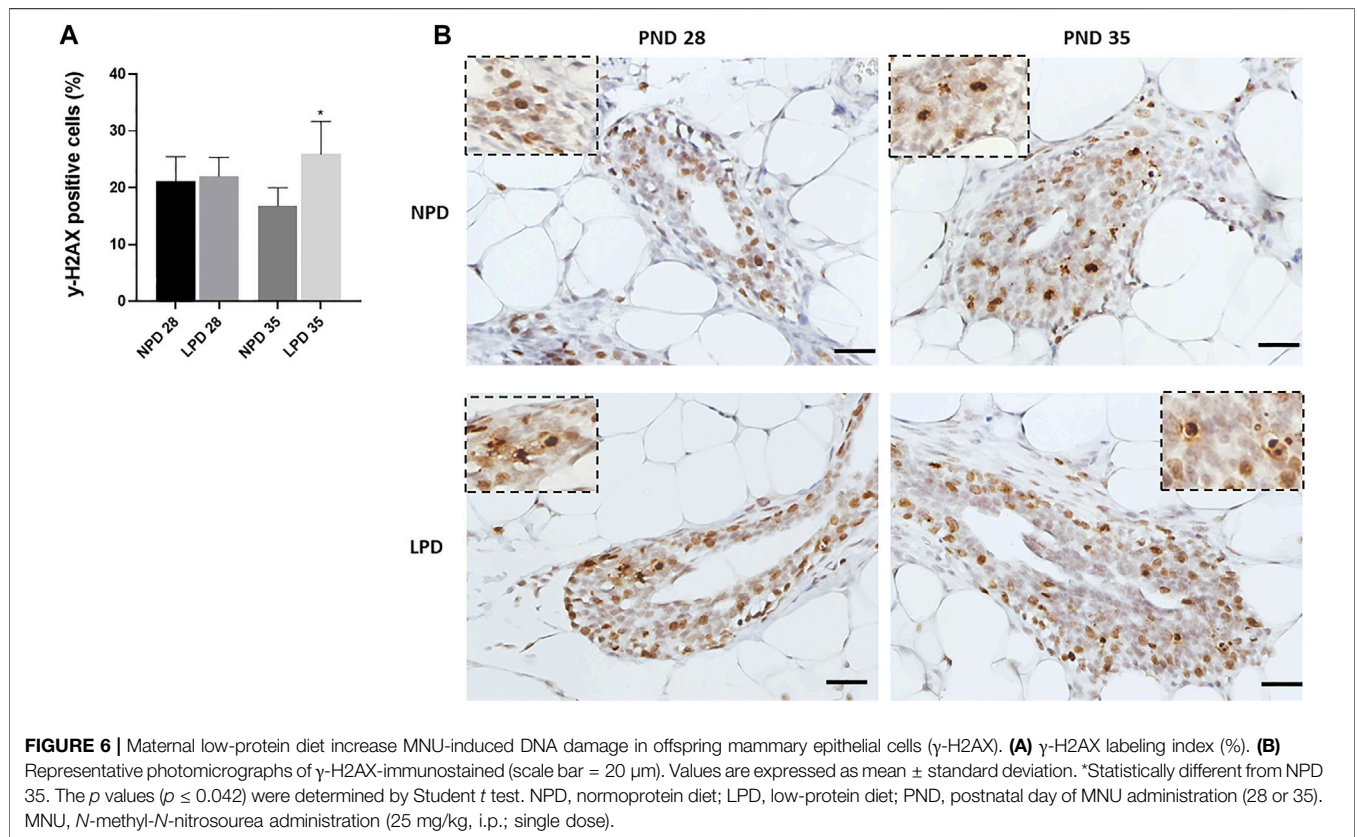 A
B
PND 28
PND 35
y-H2AX positive cells (%)
40
30
20
10
0
*
NPD 28
LPD 28
NPD 35
LPD 35
NPD
LPD
FIGURE 6 | Maternal low-protein diet increase MNU-induced DNA damage in offspring mammary epithelial cells (γ-H2AX). (A) γ-H2AX labeling index (%). (B)
Representative photomicrographs of γ-H2AX-immunostained (scale bar = 20 µm). Values are expressed as mean ± standard deviation. *Statistically different from NPD
35. The p values (p ≤ 0.042) were determined by Student t test. NPD, normoprotein diet; LPD, low-protein diet; PND, postnatal day of MNU administration (28 or 35).
MNU, N-methyl-N-nitrosourea administration (25 mg/kg, i.p.; single dose).